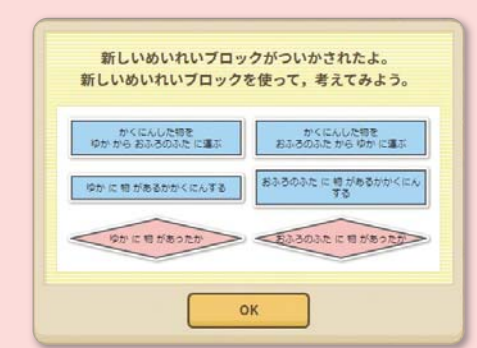 新しいめいれいブロックがついかされたよ。
新しいめいれいブロックを使って，考えてみよう。
かくにんした物を
ゆか から おふろのふた に運ぶ
かくにんした物を
おふろのふた から ゆか に運ぶ
ゆか に 物 があるかかくにんする
おふろのふた に 物 があるかかくにん
する
ゆか に 物 があったか
おふろのふた に 物 があったか
OK